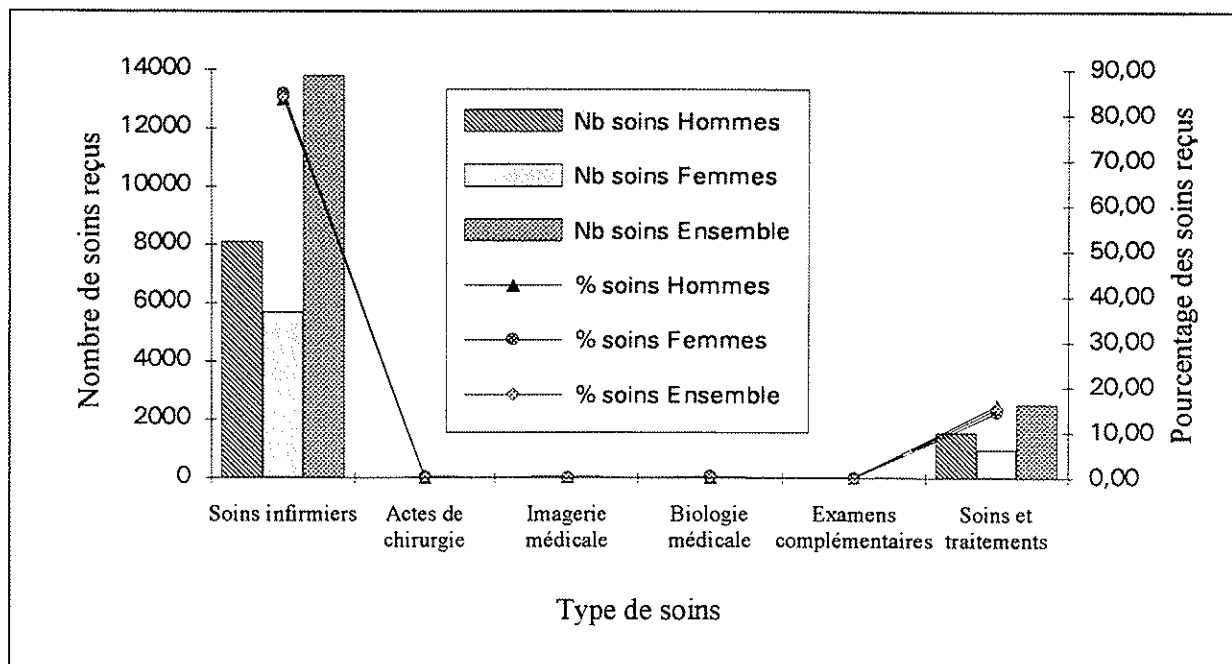 Nombre de soins reçus
14000
12000
10000
8000
6000
4000
2000
0
Nb soins Hommes
Nb soins Femmes
Nb soins Ensemble
% soins Hommes
% soins Femmes
% soins Ensemble
90,00
80,00
70,00
60,00
50,00
40,00
30,00
20,00
10,00
0,00
Pourcentage des soins reçus
Soins infirmiers
Actes de
chirurgie
Imagerie
médicale
Biologie
médicale
Examens
complémentaires
Soins et
traitements
Type de soins